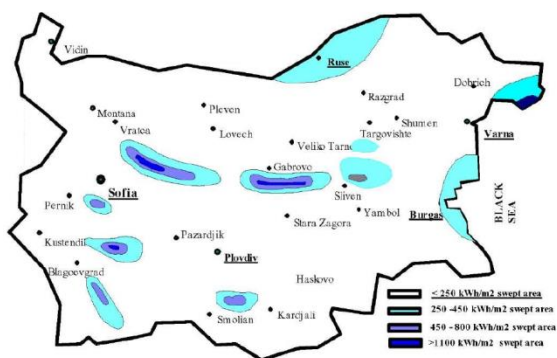 Vidin
Ruse
Dobrich
Razgrad
Montana
Pleven
Vratca
Lovech
Shumen
Targovishte
Varna
Veliko Tarno
Gabrovo
Sofia
Sliven
Pernik
Yambol
Burgas
BLACK
SEA
Stara Zagora
Kustendil
Pazardjik
Plovdiv
Blagoevgrad
Haskovo
Smolian
Kardjali
< 250 kWh/m2 swept area
250 -450 kWh/m2 swept area
450 -800 kWh/m2 swept area
>1100 kWh/m2 swept area